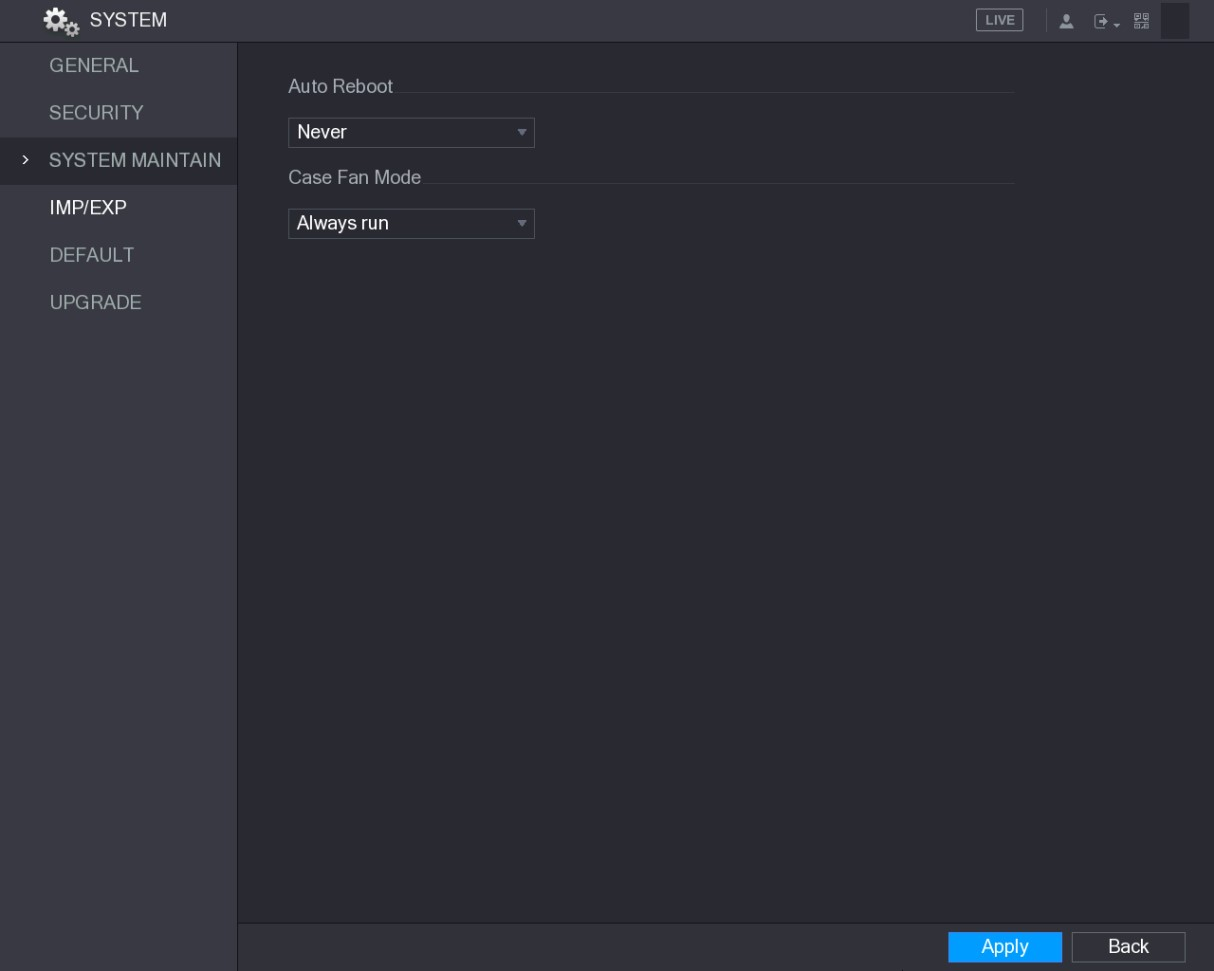 SYSTEM
LIVE
GENERAL
SECURITY
SYSTEM MAINTAIN
IMP/EXP
DEFAULT
UPGRADE
Auto Reboot
Never
Case Fan Mode
Always run
Apply
Back